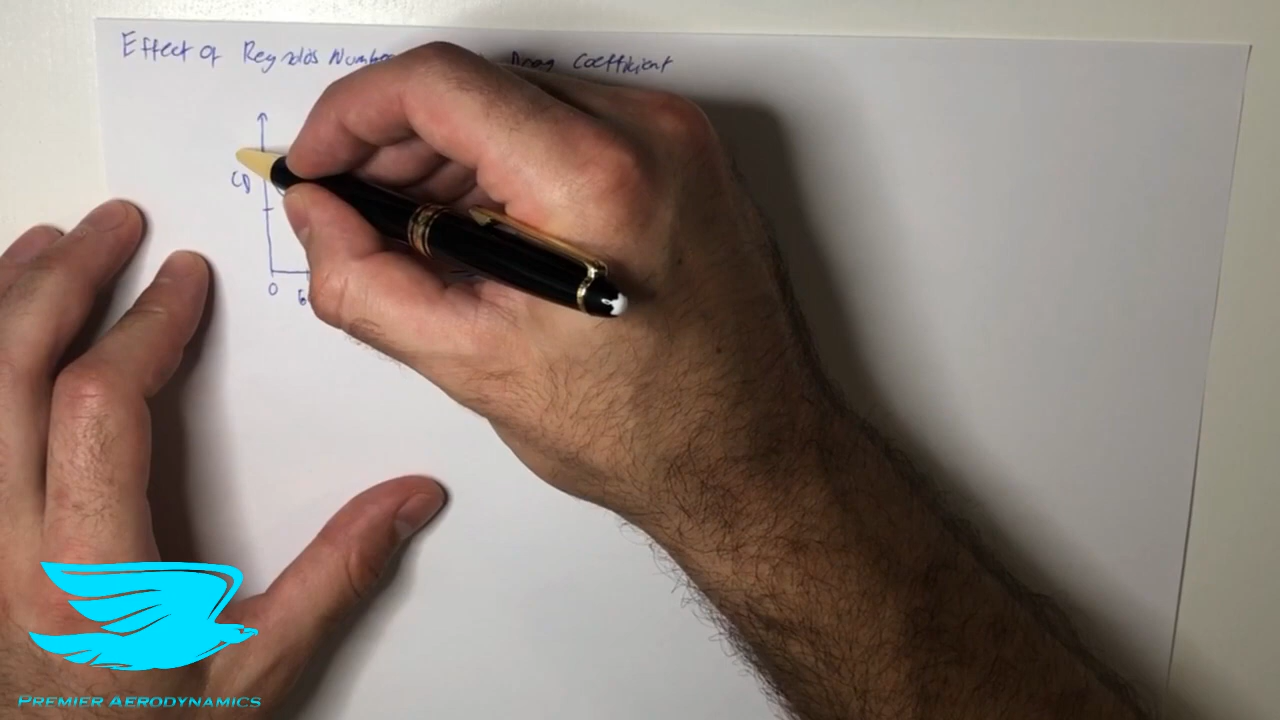 Effect of Reynolds Number Drag Coefficient
CD
0
PREMIER AERODYNAMICS